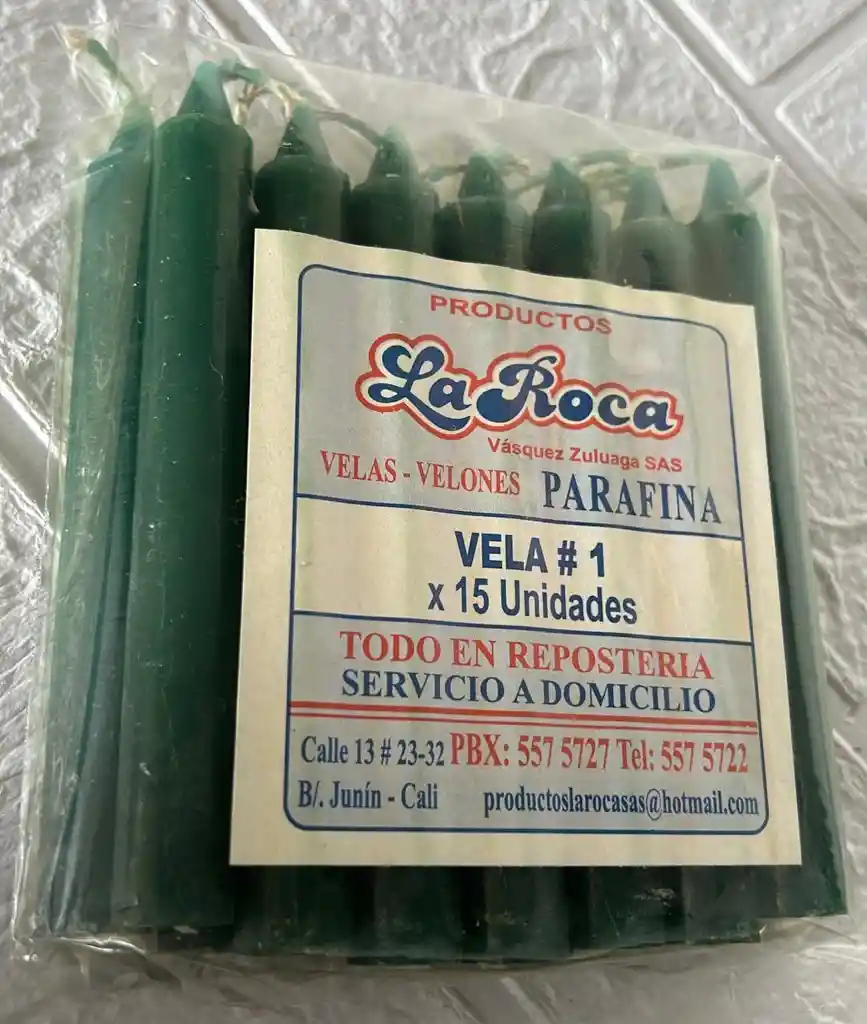 PRODUCTOS
La Roca
Vásquez Zuluaga SAS
VELAS - VELONES PARAFINA
VELA # 1
x 15 Unidades
TODO EN REPOSTERIA
SERVICIO A DOMICILIO
Calle 13 # 23-32 PBX: 557 5727 Tel: 557 5722
B/. Junín - Cali productoslarocasas@hotmail.com